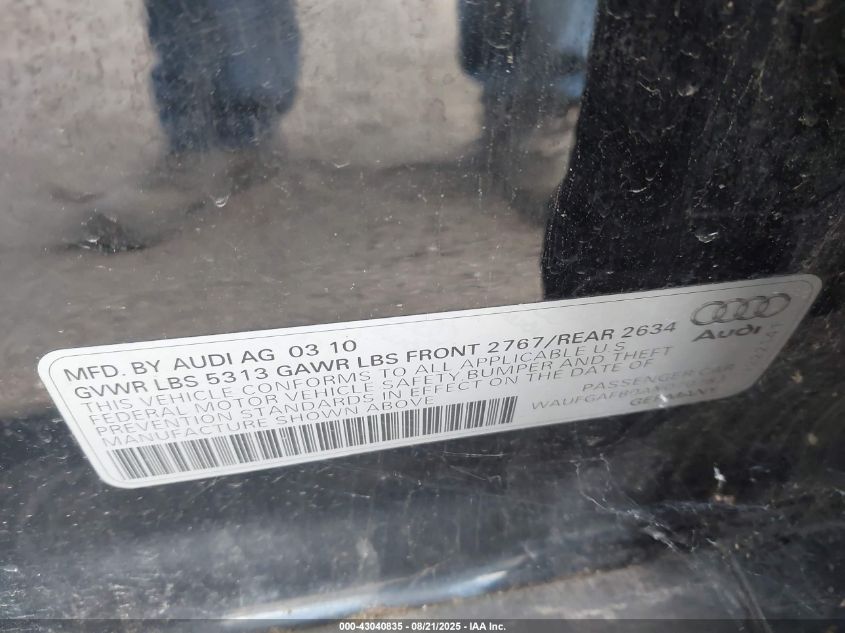 MFD. BY AUDI AG 03 10
GVWR LBS 5313 GAWR LBS FRONT 2767/REAR 2634
THIS VEHICLE CONFORMS TO ALL APPLICABLE U.S
FEDERAL MOTOR VEHICLE SAFETY BUMPER AND THEFT
PREVENTION STANDARDS IN EFFECT ON THE DATE OF
MANUFACTURE SHOWN ABOVE
Audi
PASSENGER CAR
GERMANY
000-43040835 - 08/21/2025 - IAA Inc.